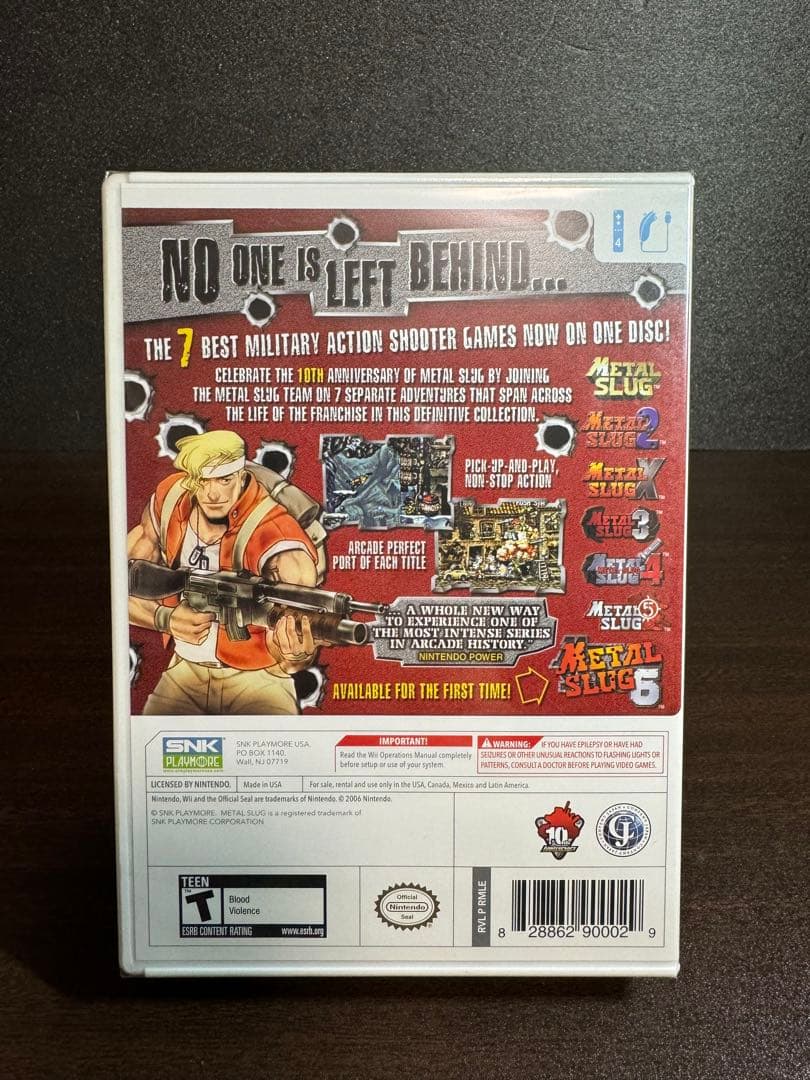 4
NO ONE IS LEFT BEHIND...
THE 7 BEST MILITARY ACTION SHOOTER GAMES NOW ON ONE DISC!
CELEBRATE THE 10TH ANNIVERSARY OF METAL SLUG BY JOINING
THE METAL SLUG TEAM ON 7 SEPARATE ADVENTURES THAT SPAN ACROSS
THE LIFE OF THE FRANCHISE IN THIS DEFINITIVE COLLECTION.
METAL
SLUG™
METAL
SLUG 2™
METAL
SLUG X™
METAL
SLUG 3™
METAL
SLUG 4™
METAL 5
SLUG™
METAL
SLUG 6™
PICK-UP-AND-PLAY,
NON-STOP ACTION
ARCADE PERFECT
PORT OF EACH TITLE
"... A WHOLE NEW WAY
TO EXPERIENCE ONE OF
THE MOST INTENSE SERIES
IN ARCADE HISTORY."
NINTENDO POWER
AVAILABLE FOR THE FIRST TIME!
SNK
PLAYMORE
SNK PLAYMORE USA.
PO BOX 1140,
Wall, NJ 07719
IMPORTANT!
Read the Wii Operations Manual completely
before setup or use of your system.
WARNING: IF YOU HAVE EPILEPSY OR HAVE HAD
SEIZURES OR OTHER UNUSUAL REACTIONS TO FLASHING LIGHTS OR
PATTERNS, CONSULT A DOCTOR BEFORE PLAYING VIDEO GAMES.
LICENSED BY NINTENDO. Made in USA For sale, rental and use only in the USA, Canada, Mexico and Latin America.
Nintendo, Wii and the Official Seal are trademarks of Nintendo. © 2006 Nintendo.
© SNK PLAYMORE. METAL SLUG is a registered trademark of
SNK PLAYMORE CORPORATION
10th
ANNIVERSARY
TEEN
T™
Blood
Violence
ESRB CONTENT RATING www.esrb.org
Official
Nintendo
Seal
RVL P RMLE
8 28862 90002 9